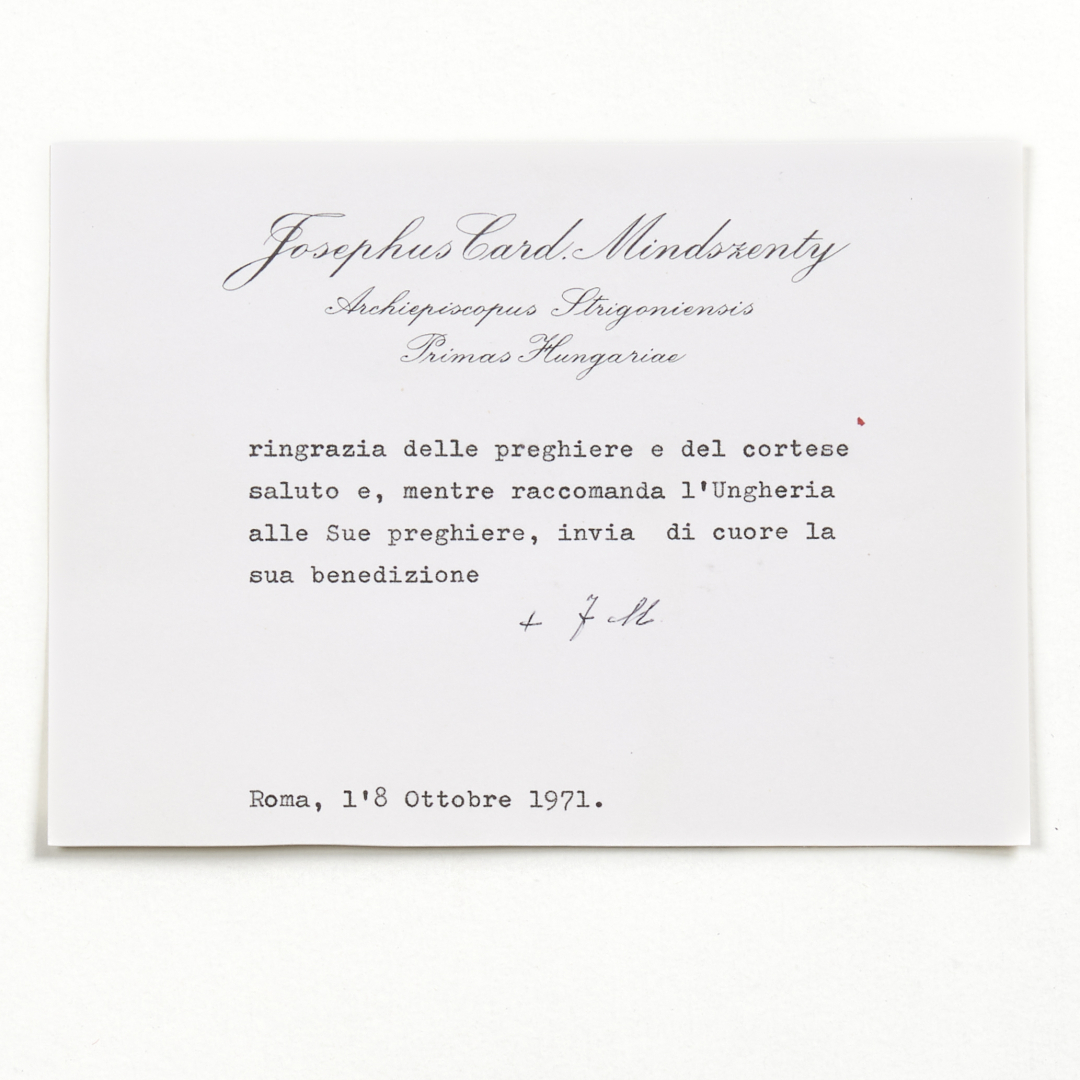 Josephus Card. Mindszenty
Archiepiscopus Strigoniensis
Primas Hungariae
ringrazia delle preghiere e del cortese
saluto e, mentre raccomanda l'Ungheria
alle Sue preghiere, invia  di cuore la
sua benedizione
+ J M
Roma, l'8 Ottobre 1971.